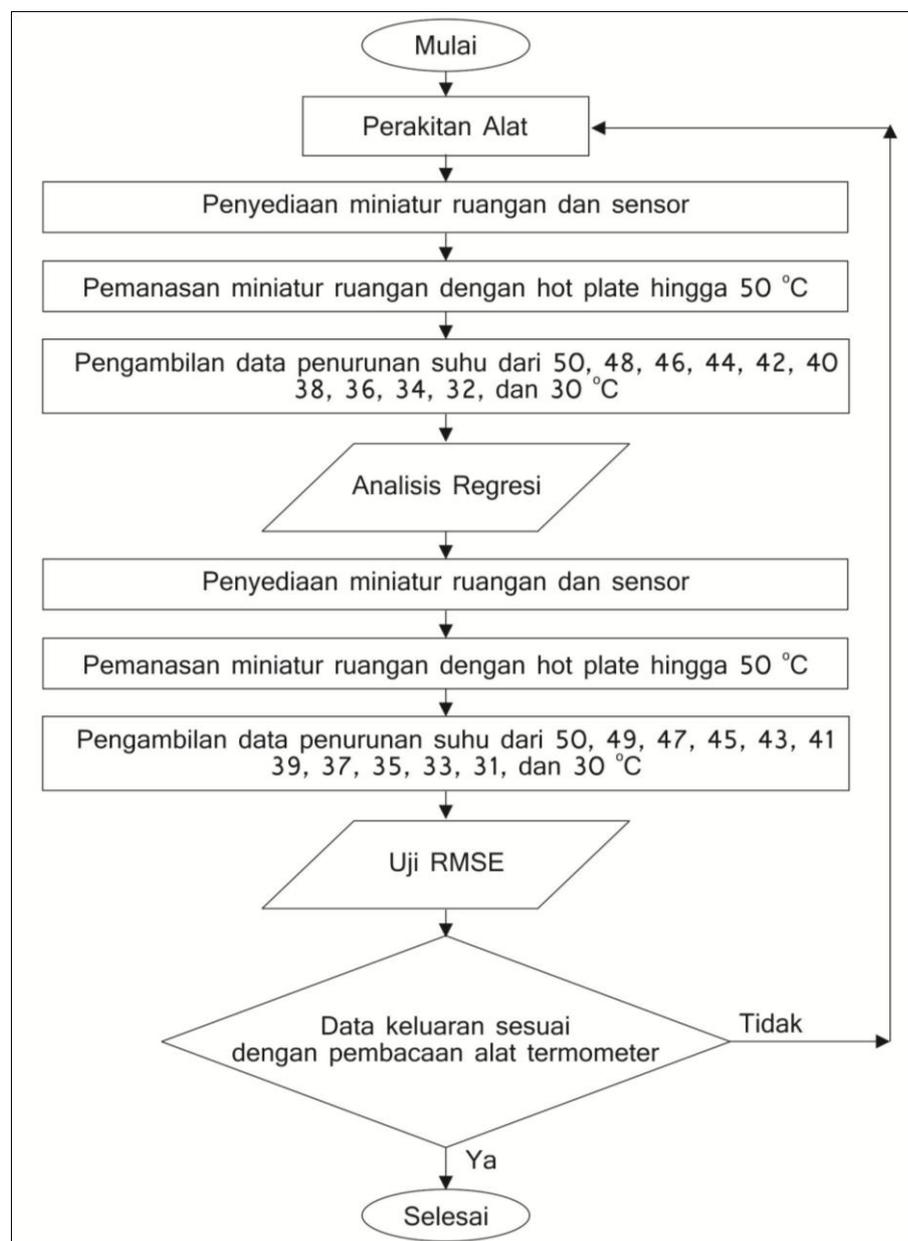 Mulai
Perakitan Alat
Penyediaan miniatur ruangan dan sensor
Pemanasan miniatur ruangan dengan hot plate hingga 50 °C
Pengambilan data penurunan suhu dari 50, 48, 46, 44, 42, 40
38, 36, 34, 32, dan 30 °C
Analisis Regresi
Penyediaan miniatur ruangan dan sensor
Pemanasan miniatur ruangan dengan hot plate hingga 50 °C
Pengambilan data penurunan suhu dari 50, 49, 47, 45, 43, 41
39, 37, 35, 33, 31, dan 30 °C
Uji RMSE
Data keluaran sesuai
dengan pembacaan alat termometer
Tidak
Ya
Selesai